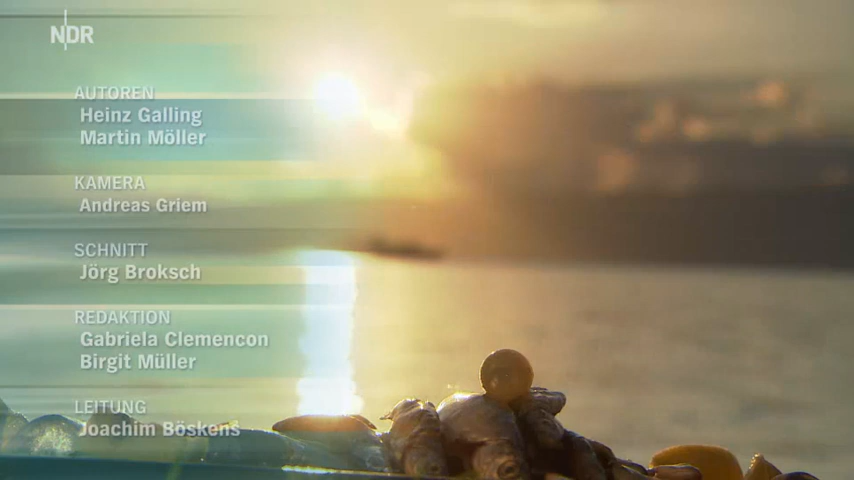 NDR
AUTOREN
Heinz Galling
Martin Möller
KAMERA
Andreas Griem
SCHNITT
Jörg Broksch
REDAKTION
Gabriela Clemencon
Birgit Müller
LEITUNG
Joachim Böskens